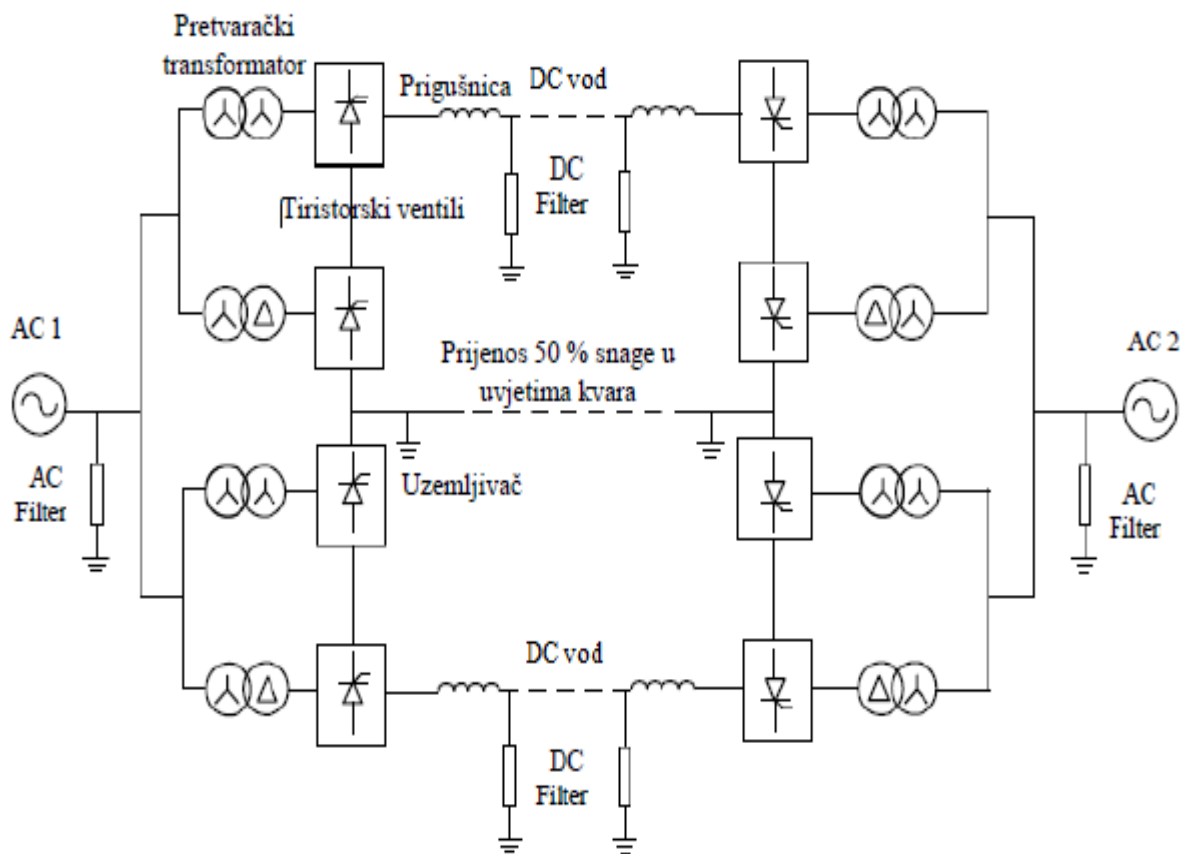 Pretvarački
transformator
Prigušnica
DC vod
DC
Filter
Tiristorski ventili
AC 1
Prijenos 50 % snage u
uvjetima kvara
AC 2
AC
Filter
Uzemljivač
AC
Filter
DC vod
DC
Filter